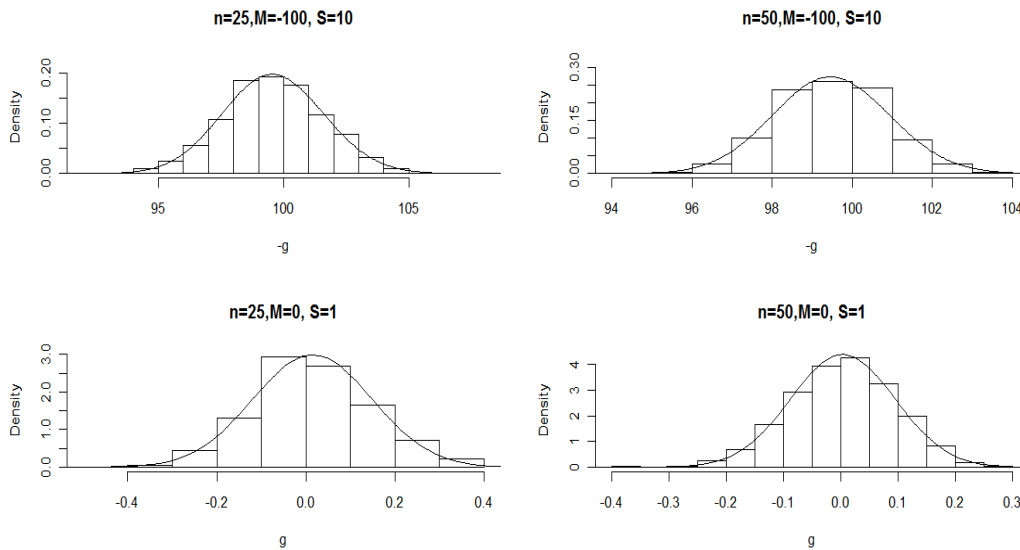 n=25,M=-100, S=10
Density
0.00 0.10 0.20
95 100 105
-g
n=50,M=-100, S=10
Density
0.00 0.15 0.30
94 96 98 100 102 104
-g
n=25,M=0, S=1
Density
0.0 1.0 2.0 3.0
-0.4 -0.2 0.0 0.2 0.4
g
n=50,M=0, S=1
Density
0 1 2 3 4
-0.4 -0.3 -0.2 -0.1 0.0 0.1 0.2 0.3
g